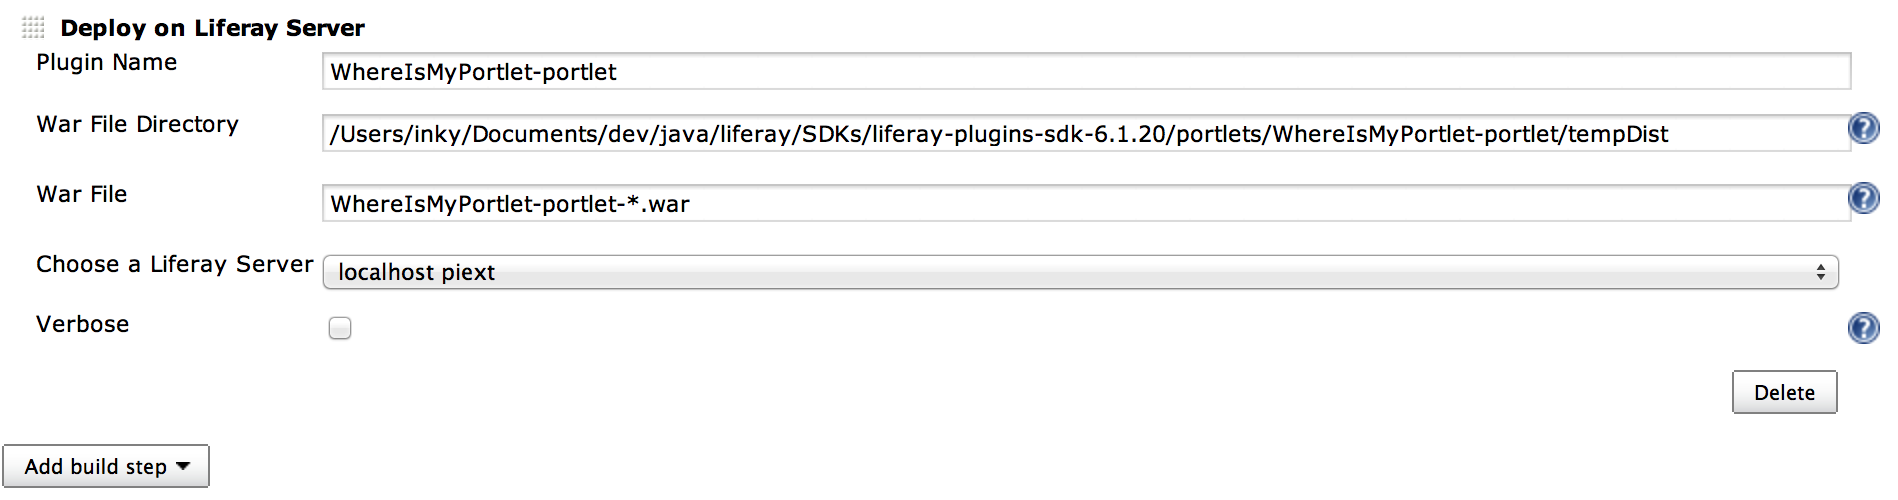 Deploy on Liferay Server
Plugin Name
WhereIsMyPortlet-portlet
War File Directory
/Users/inky/Documents/dev/java/liferay/SDKs/liferay-plugins-sdk-6.1.20/portlets/WhereIsMyPortlet-portlet/tempDist
?
War File
WhereIsMyPortlet-portlet-*.war
?
Choose a Liferay Server
localhost piext
Verbose
?
Delete
Add build step